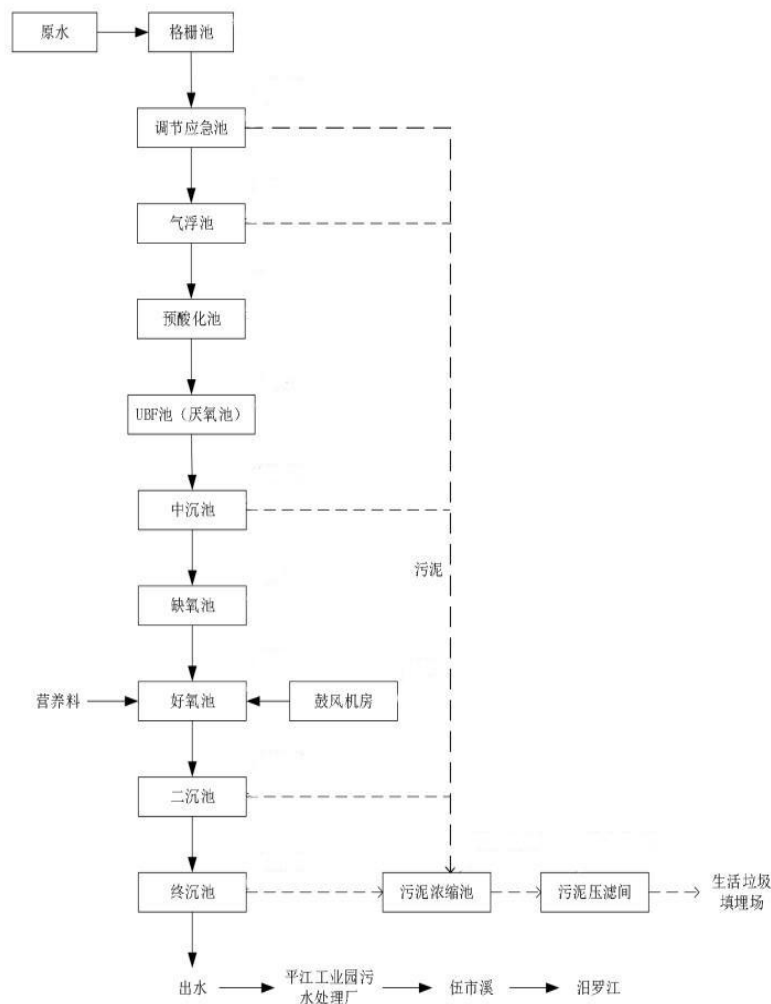 原水
格栅池
调节应急池
气浮池
预酸化池
UBF池（厌氧池）
中沉池
污泥
缺氧池
营养料
好氧池
鼓风机房
二沉池
终沉池
污泥浓缩池
污泥压滤间
生活垃圾
填埋场
出水
平江工业园污
水处理厂
伍市溪
汨罗江